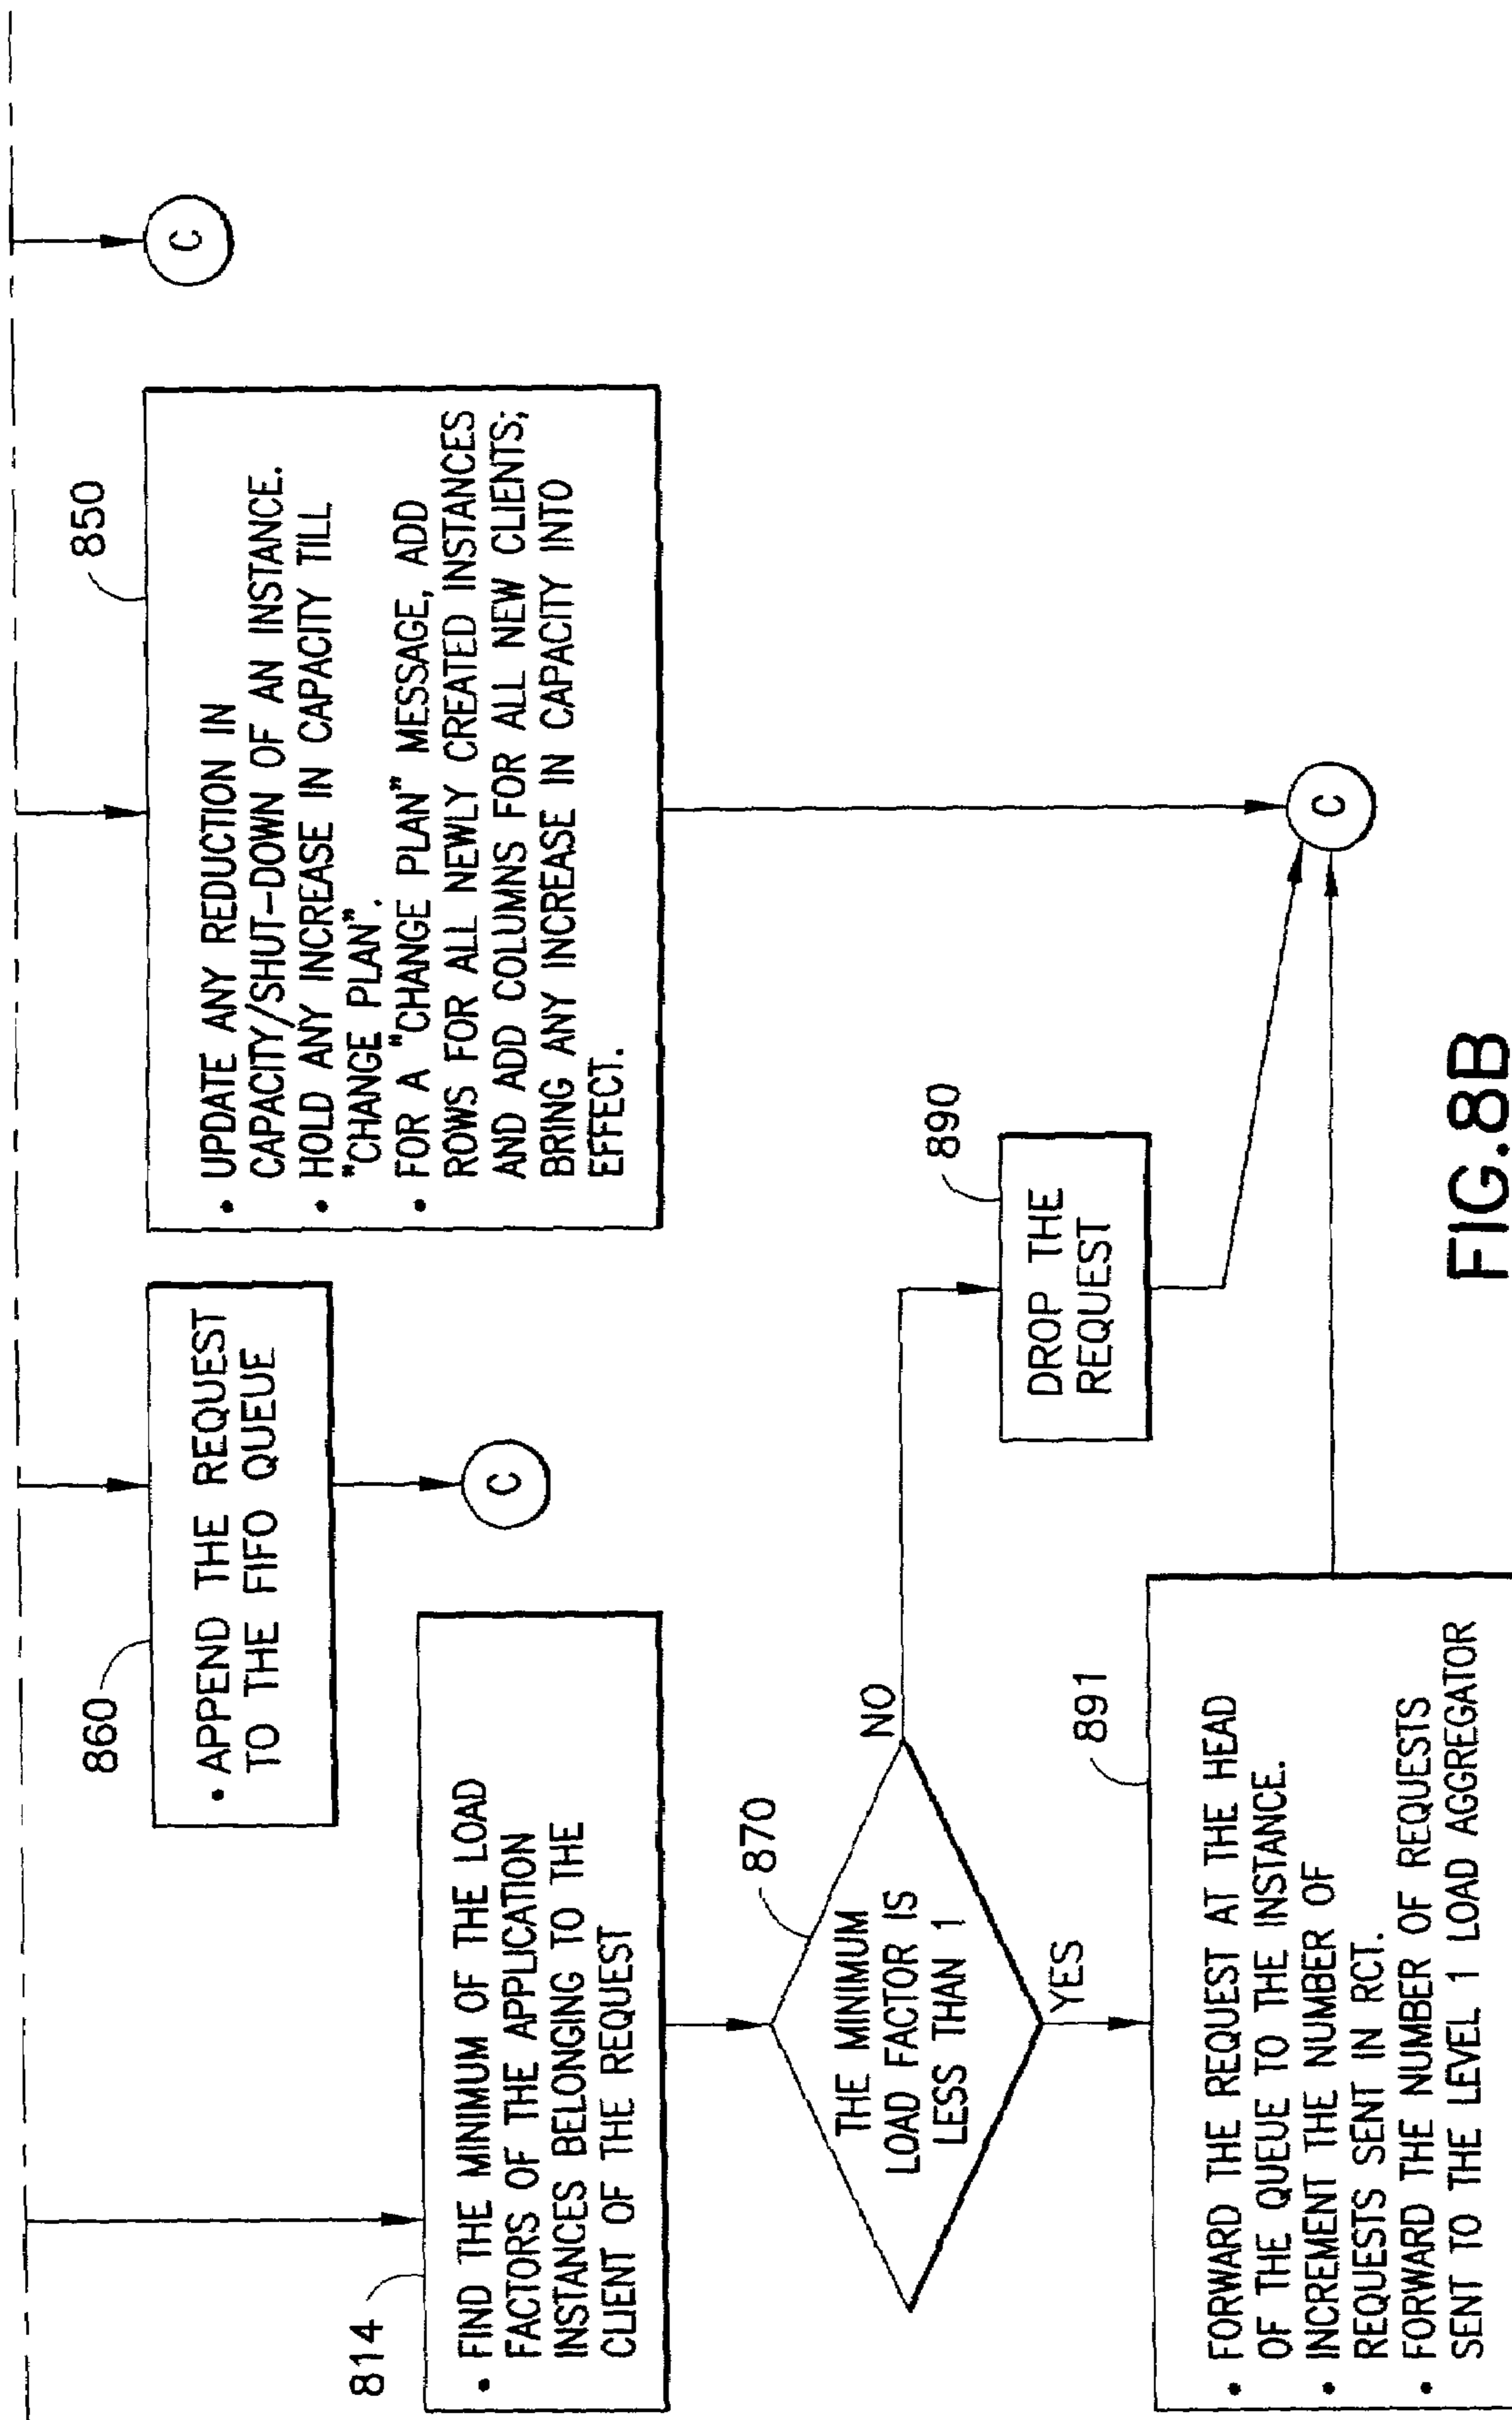 814
• FIND THE MINIMUM OF THE LOAD
FACTORS OF THE APPLICATION
INSTANCES BELONGING TO THE
CLIENT OF THE REQUEST
860
• APPEND THE REQUEST
TO THE FIFO QUEUE
C
850
• UPDATE ANY REDUCTION IN
CAPACITY/SHUT-DOWN OF AN INSTANCE.
• HOLD ANY INCREASE IN CAPACITY TILL
"CHANGE PLAN".
• FOR A "CHANGE PLAN" MESSAGE, ADD
ROWS FOR ALL NEWLY CREATED INSTANCES
AND ADD COLUMNS FOR ALL NEW CLIENTS;
BRING ANY INCREASE IN CAPACITY INTO
EFFECT.
C
870
THE MINIMUM
LOAD FACTOR IS
LESS THAN 1
NO
YES
890
DROP THE
REQUEST
891
• FORWARD THE REQUEST AT THE HEAD
OF THE QUEUE TO THE INSTANCE.
• INCREMENT THE NUMBER OF
REQUESTS SENT IN RCT.
• FORWARD THE NUMBER OF REQUESTS
SENT TO THE LEVEL 1 LOAD AGGREGATOR
C
FIG.8B